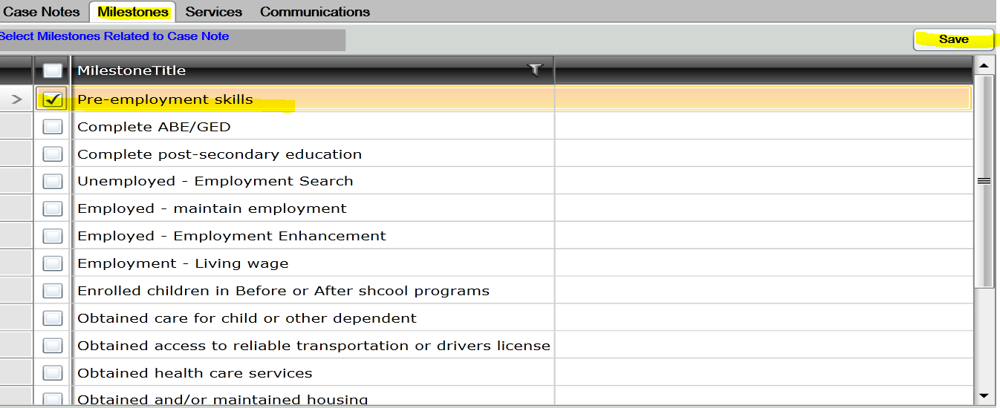 Case Notes Milestones Services Communications
Select Milestones Related to Case Note
Save
MilestoneTitle
Pre-employment skills
Complete ABE/GED
Complete post-secondary education
Unemployed - Employment Search
Employed - maintain employment
Employed - Employment Enhancement
Employment - Living wage
Enrolled children in Before or After shcool programs
Obtained care for child or other dependent
Obtained access to reliable transportation or drivers license
Obtained health care services
Obtained and/or maintained housing